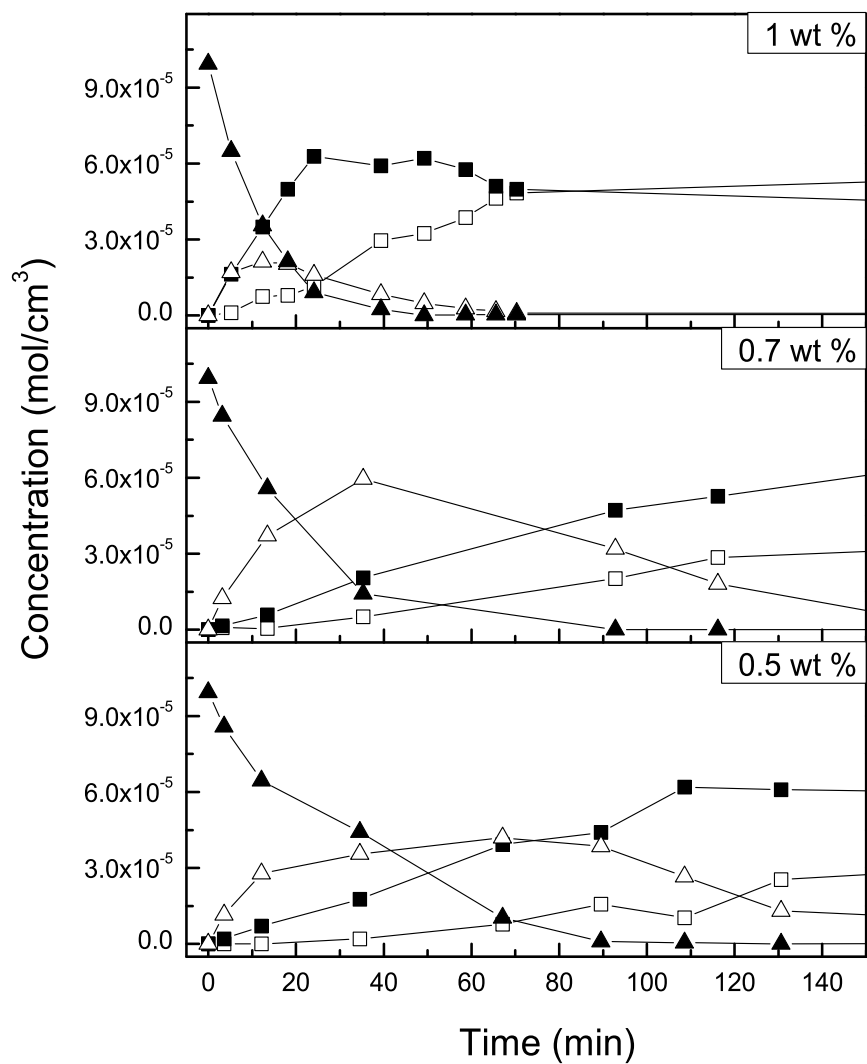 1 wt %
9.0x10⁻⁵
6.0x10⁻⁵
3.0x10⁻⁵
0.0
0.7 wt %
9.0x10⁻⁵
6.0x10⁻⁵
3.0x10⁻⁵
0.0
0.5 wt %
9.0x10⁻⁵
6.0x10⁻⁵
3.0x10⁻⁵
0.0
Concentration (mol/cm³)
0 20 40 60 80 100 120 140
Time (min)